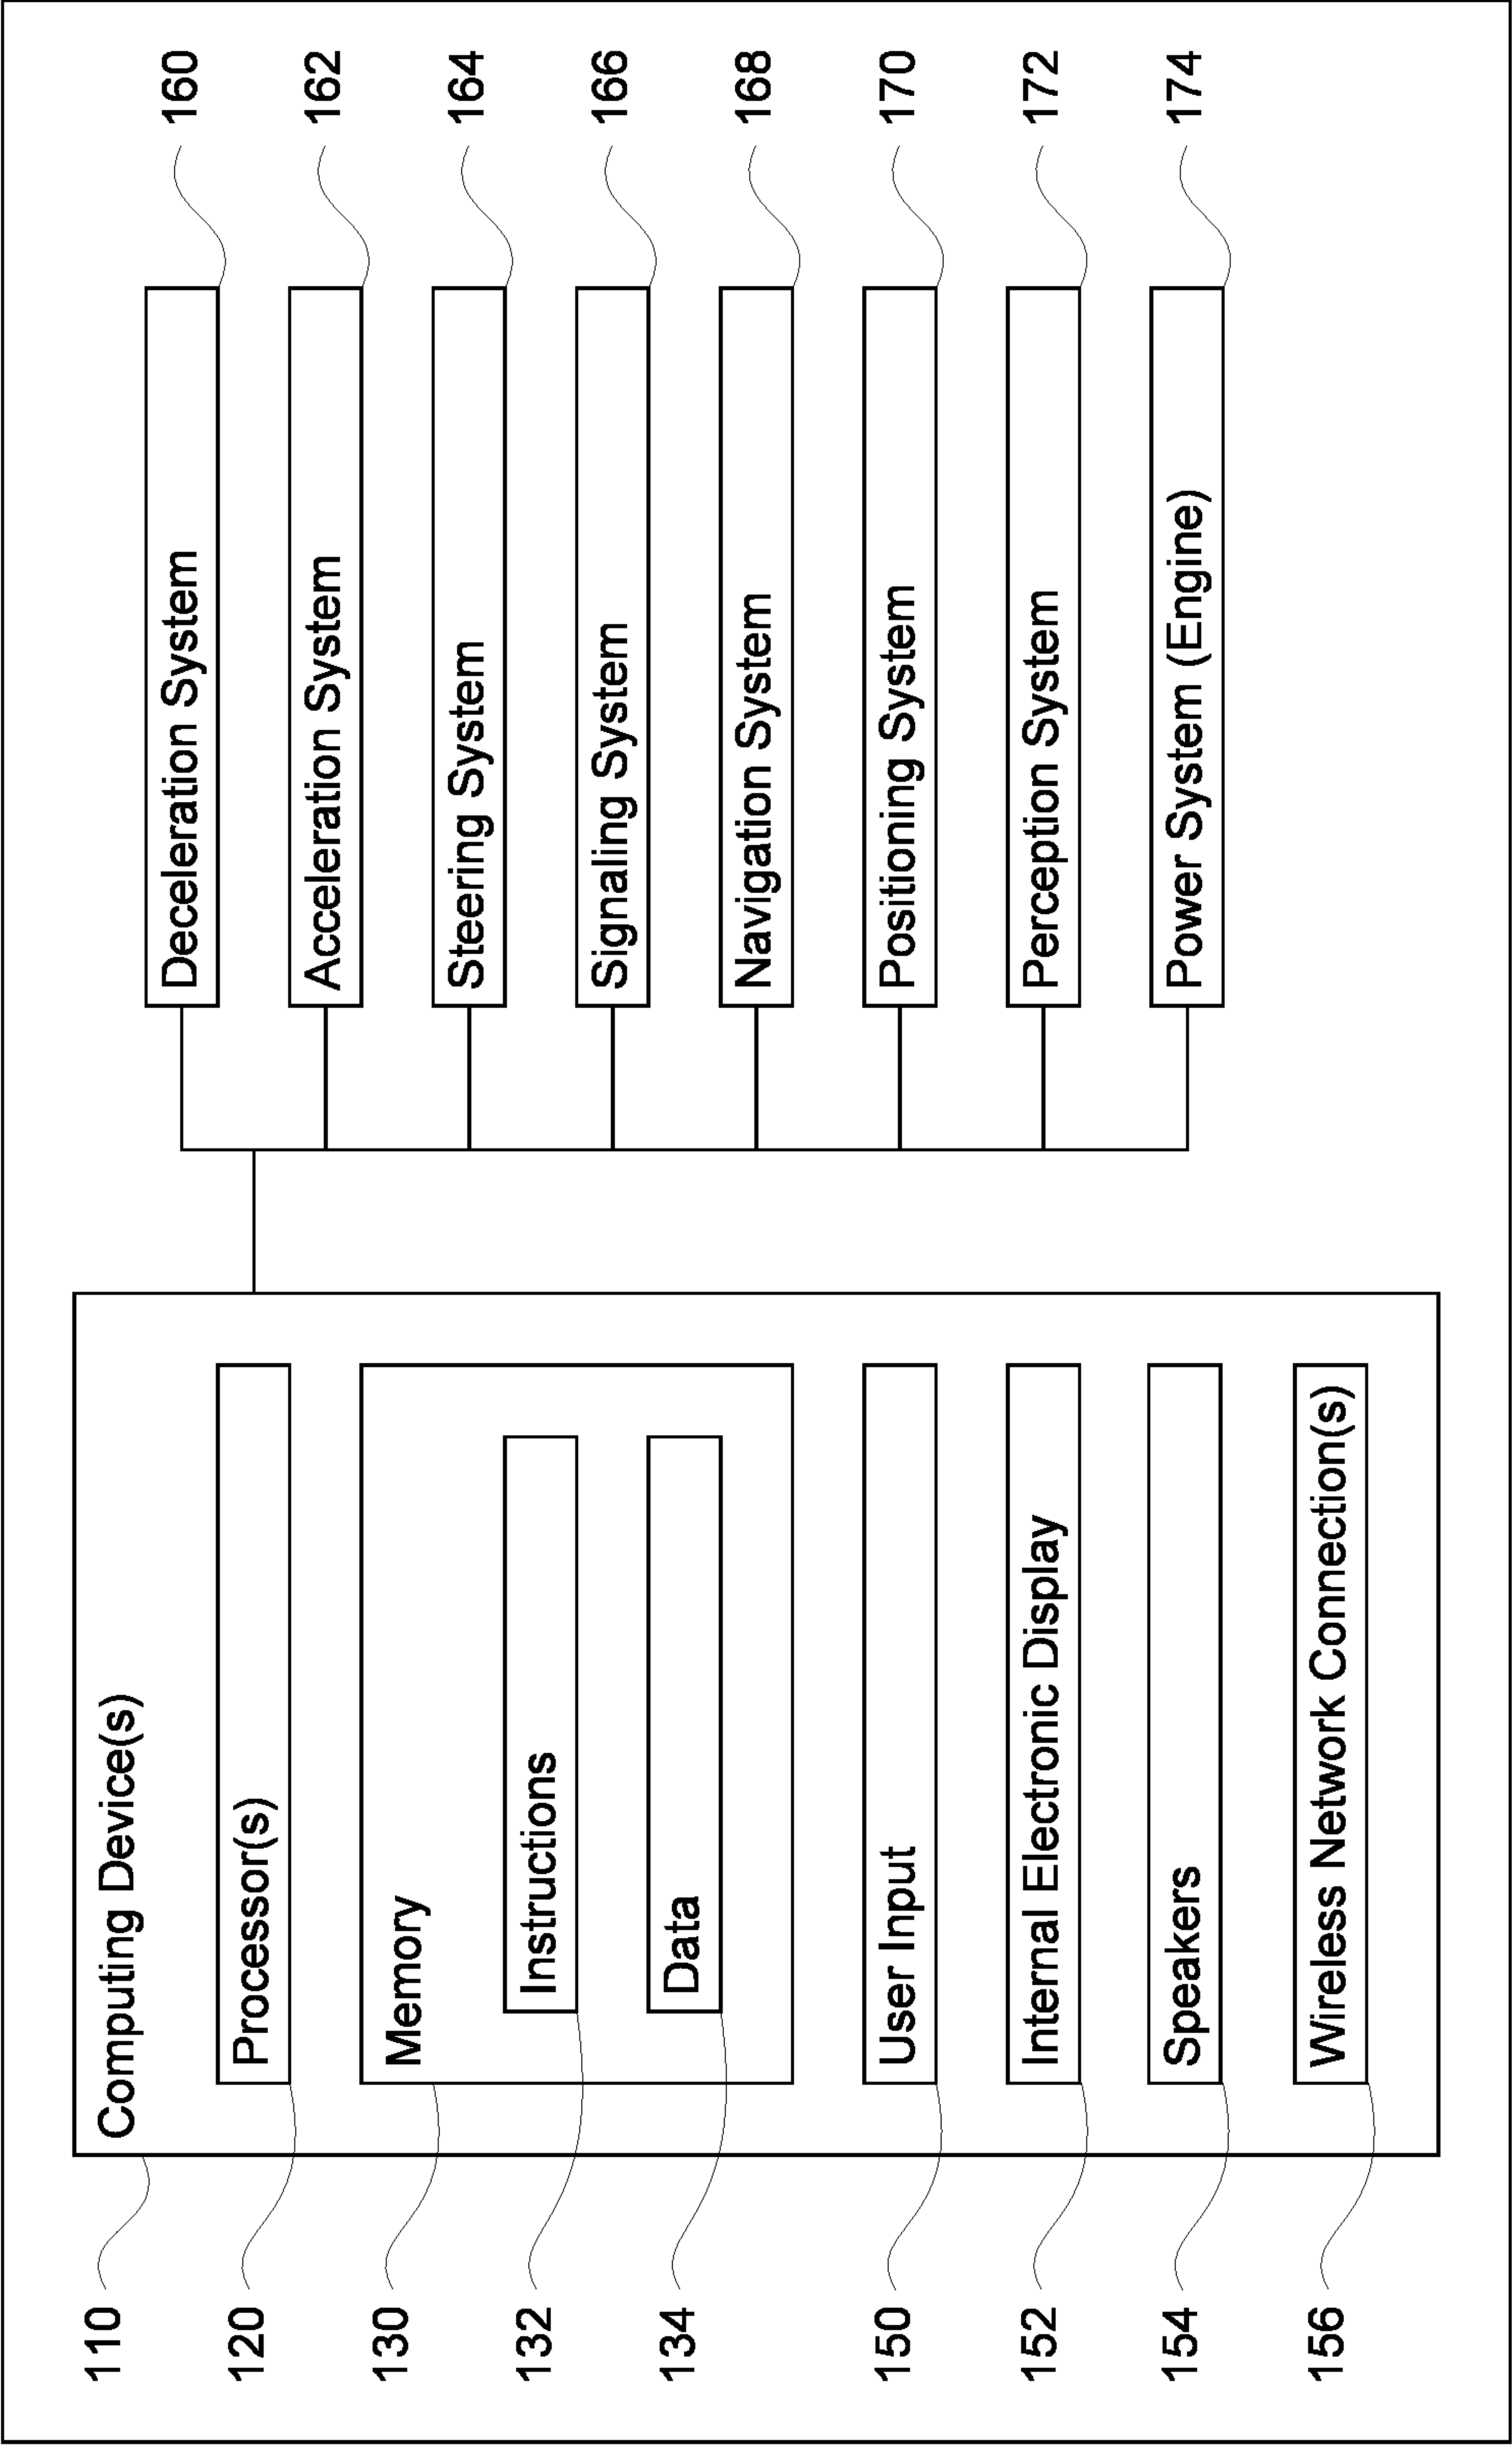 110
Computing Device(s)
120
Processor(s)
130
Memory
132
Instructions
134
Data
150
User Input
152
Internal Electronic Display
154
Speakers
156
Wireless Network Connection(s)
Deceleration System
160
Acceleration System
162
Steering System
164
Signaling System
166
Navigation System
168
Positioning System
170
Perception System
172
Power System (Engine)
174